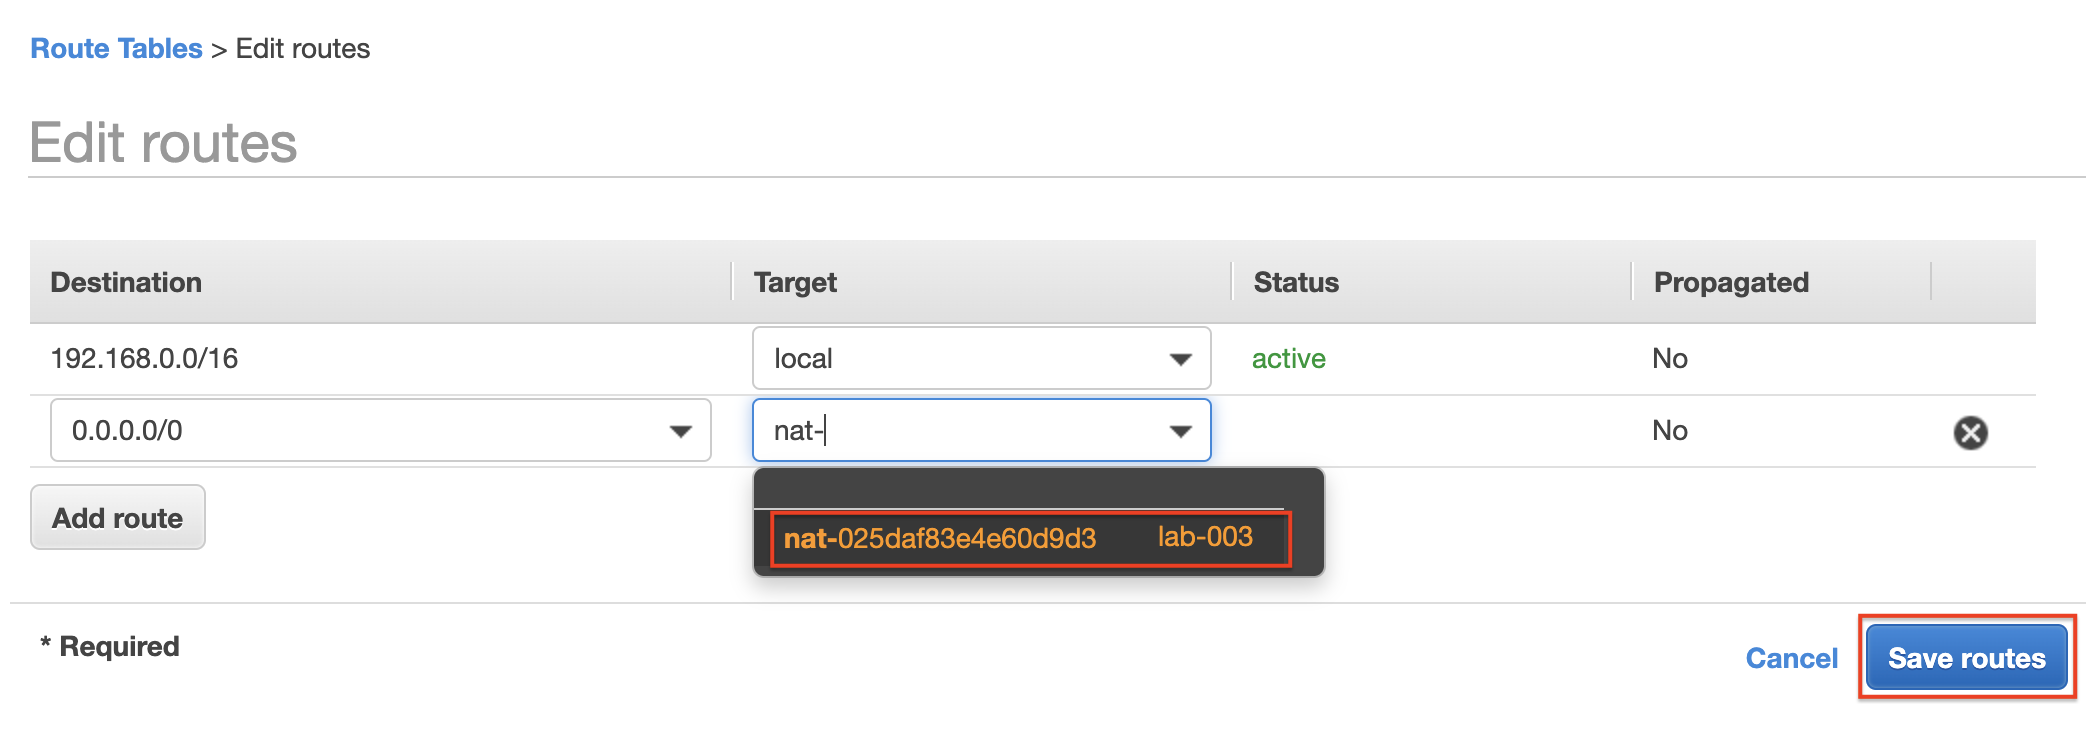 Route Tables > Edit routes
Edit routes
Destination Target Status Propagated
192.168.0.0/16 local active No
0.0.0.0/0 nat- No
Add route
nat-025daf83e4e60d9d3 lab-003
* Required
Cancel Save routes